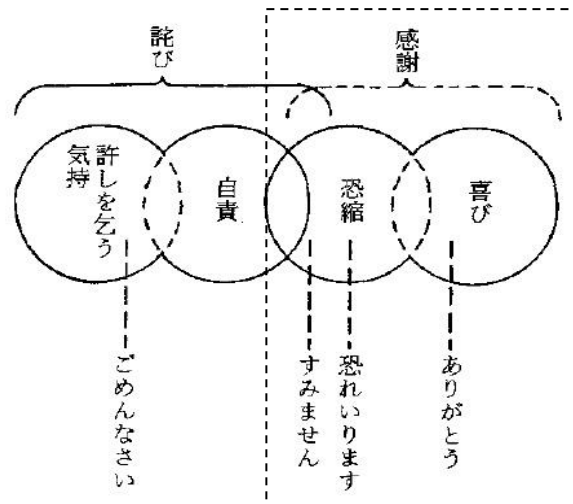 詫び
感謝
許しを乞う
気持
自責
恐縮
喜び
ごめんなさい
すみません
恐れいります
ありがとう